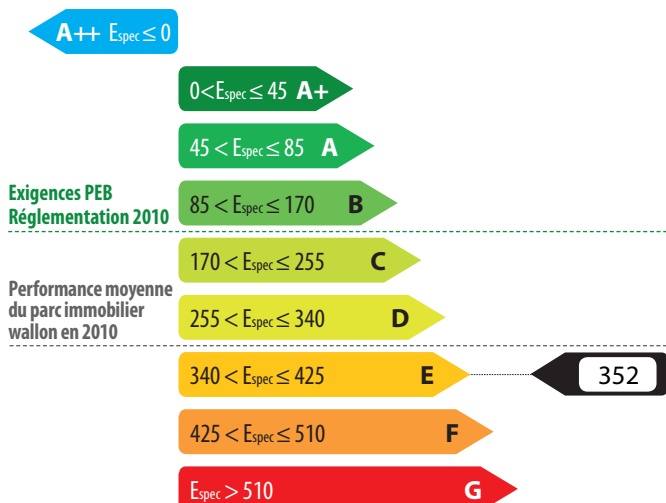 A++ Espec ≤ 0
0 < Espec ≤ 45 A+
45 < Espec ≤ 85 A
Exigences PEB
Réglementation 2010
85 < Espec ≤ 170 B
170 < Espec ≤ 255 C
Performance moyenne
du parc immobilier
wallon en 2010
255 < Espec ≤ 340 D
340 < Espec ≤ 425 E 352
425 < Espec ≤ 510 F
Espec > 510 G